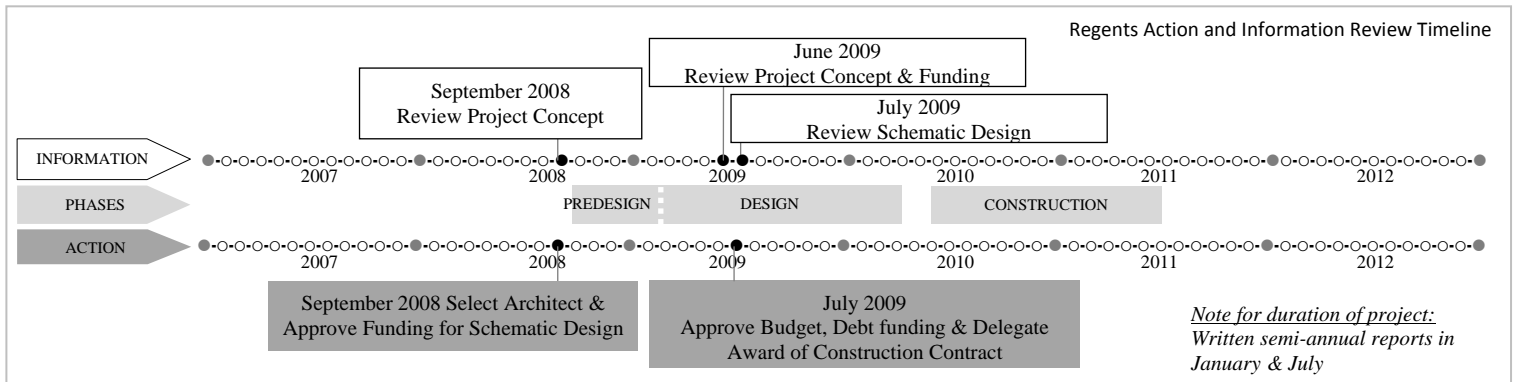 Regents Action and Information Review Timeline
June 2009
Review Project Concept & Funding
September 2008
Review Project Concept
July 2009
Review Schematic Design
INFORMATION
2007 2008 2009 2010 2011 2012
PHASES
PREDESIGN DESIGN CONSTRUCTION
ACTION
2007 2008 2009 2010 2011 2012
September 2008 Select Architect &
Approve Funding for Schematic Design
July 2009
Approve Budget, Debt funding & Delegate
Award of Construction Contract
Note for duration of project:
Written semi-annual reports in
January & July